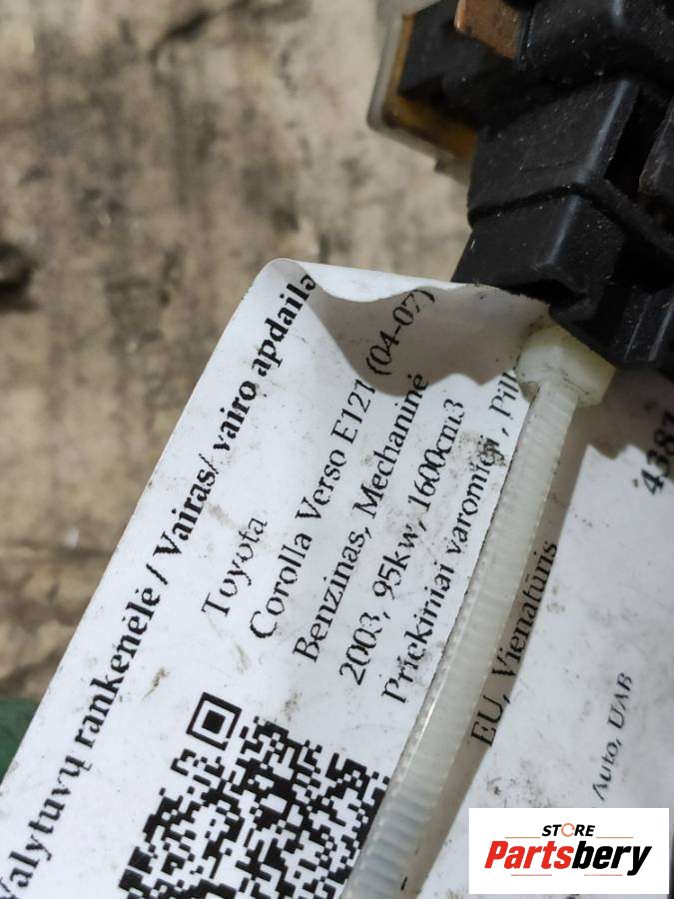 Valytuvų rankenėlė / Vairas/ vairo apdaila
Toyota
Corolla Verso E121 (04-07)
Benzinas, Mechaninė
2003, 95kw, 1600cm3
Priekiniai varomieji, Pil
EU, Vienatūris
4387
Auto, UAB
STORE
Partsbery